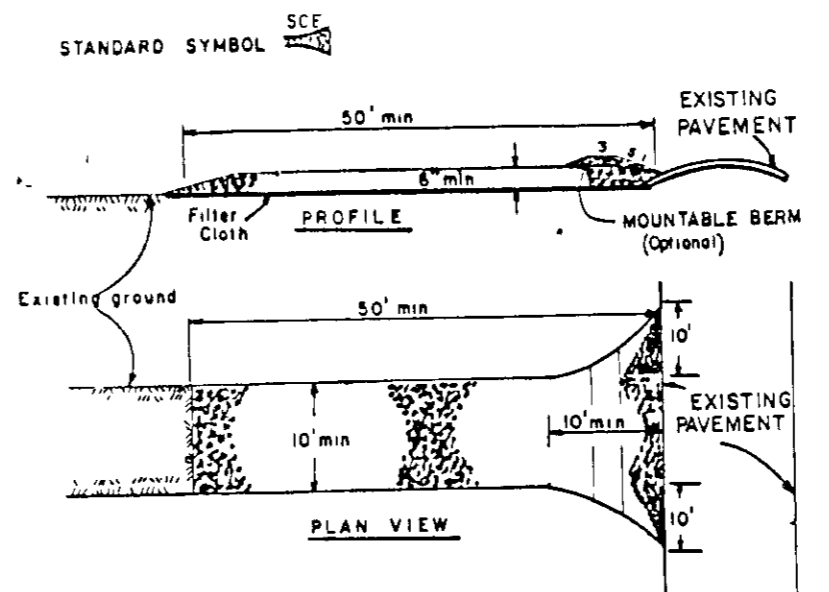 SCE
STANDARD SYMBOL
50' min
EXISTING
PAVEMENT
3
6" min
Filter
Cloth
PROFILE
MOUNTABLE BERM
(Optional)
Existing ground
50' min
10'
EXISTING
PAVEMENT
10' min
10' min
10'
PLAN VIEW